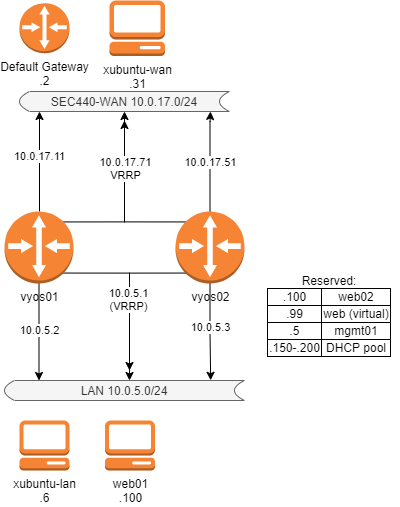 Default Gateway
.2
xubuntu-wan
.31
SEC440-WAN 10.0.17.0/24
10.0.17.11
10.0.17.71
VRRP
10.0.17.51
vyos01
vyos02
10.0.5.2
10.0.5.1
(VRRP)
10.0.5.3
Reserved:
.100 web02
.99 web (virtual)
.5 mgmt01
.150-.200 DHCP pool
LAN 10.0.5.0/24
xubuntu-lan
.6
web01
.100